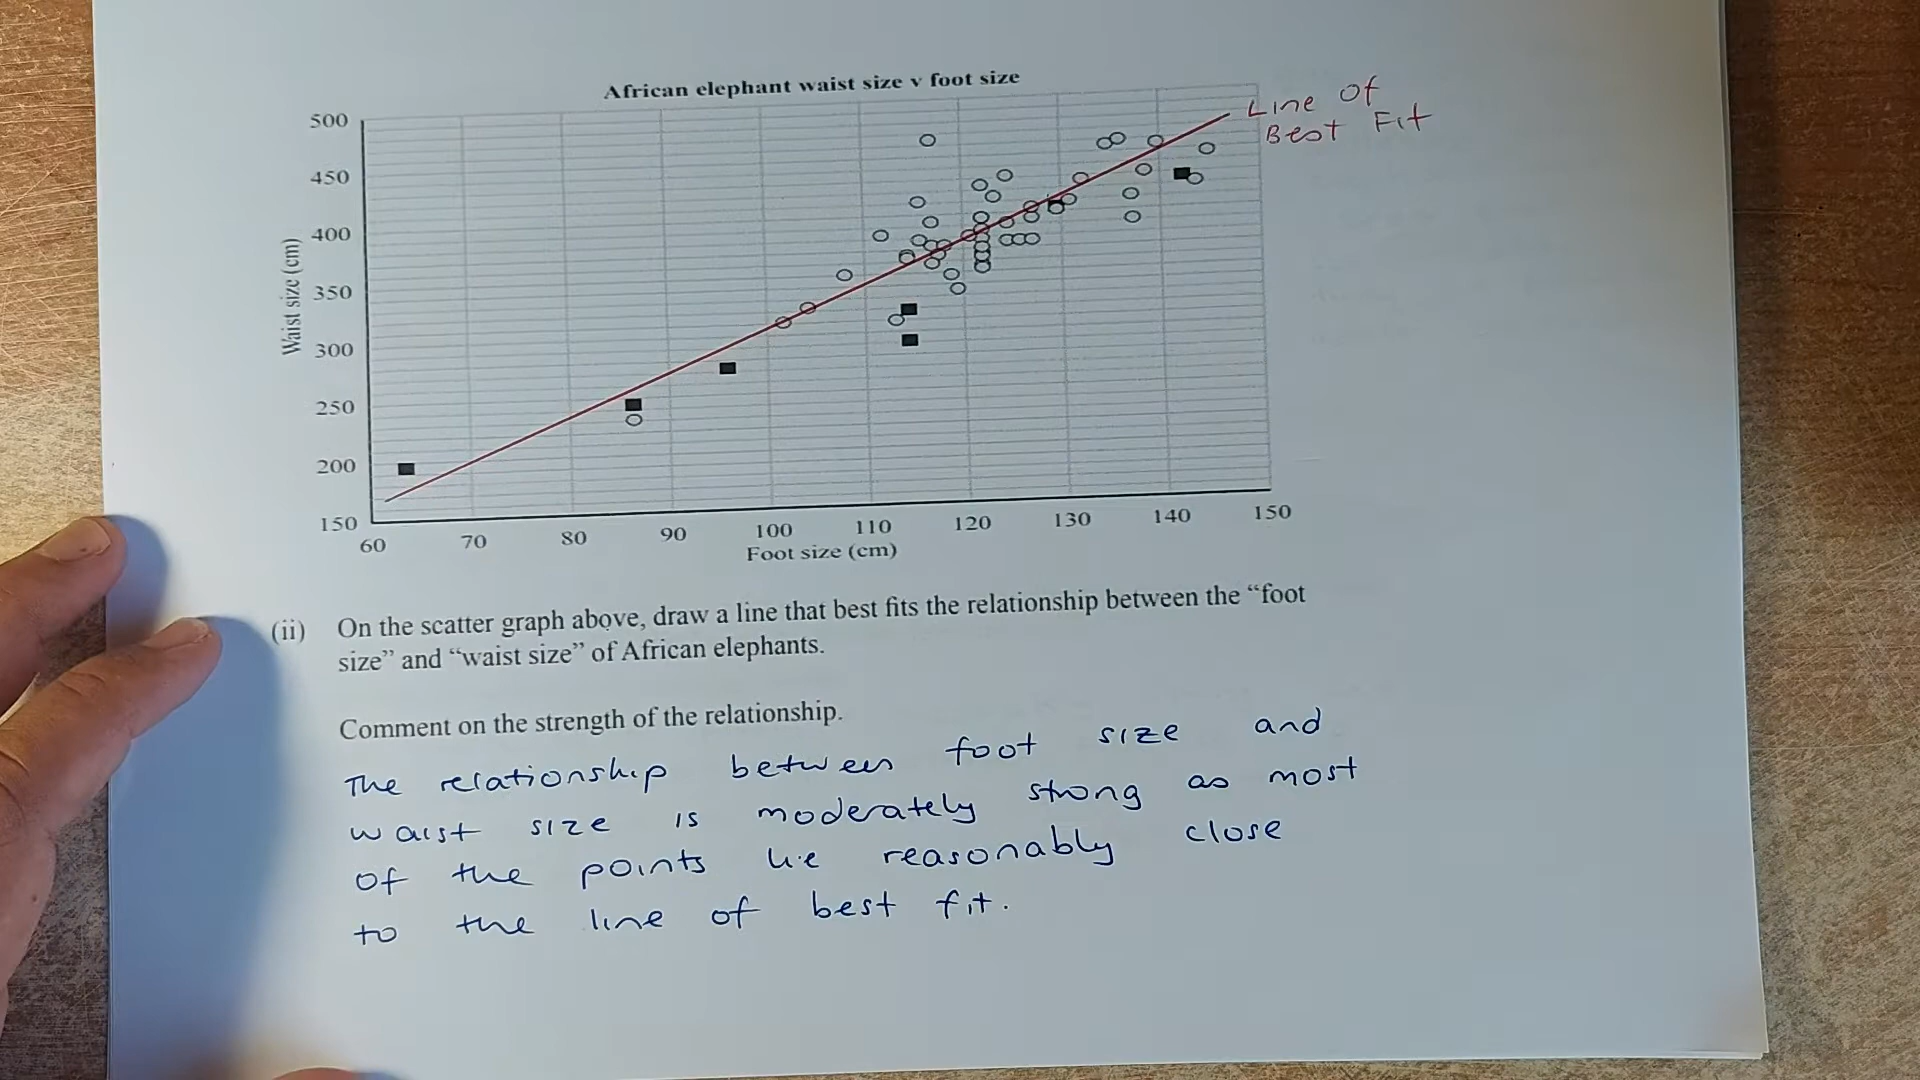 African elephant waist size v foot size
Line of
Best Fit
500
450
400
350
300
250
200
150
Waist size (cm)
60 70 80 90 100 110 120 130 140 150
Foot size (cm)
(ii) On the scatter graph above, draw a line that best fits the relationship between the “foot
size” and “waist size” of African elephants.
Comment on the strength of the relationship.
The relationship between foot size and
waist size is moderately strong as most
of the points lie reasonably close
to the line of best fit.